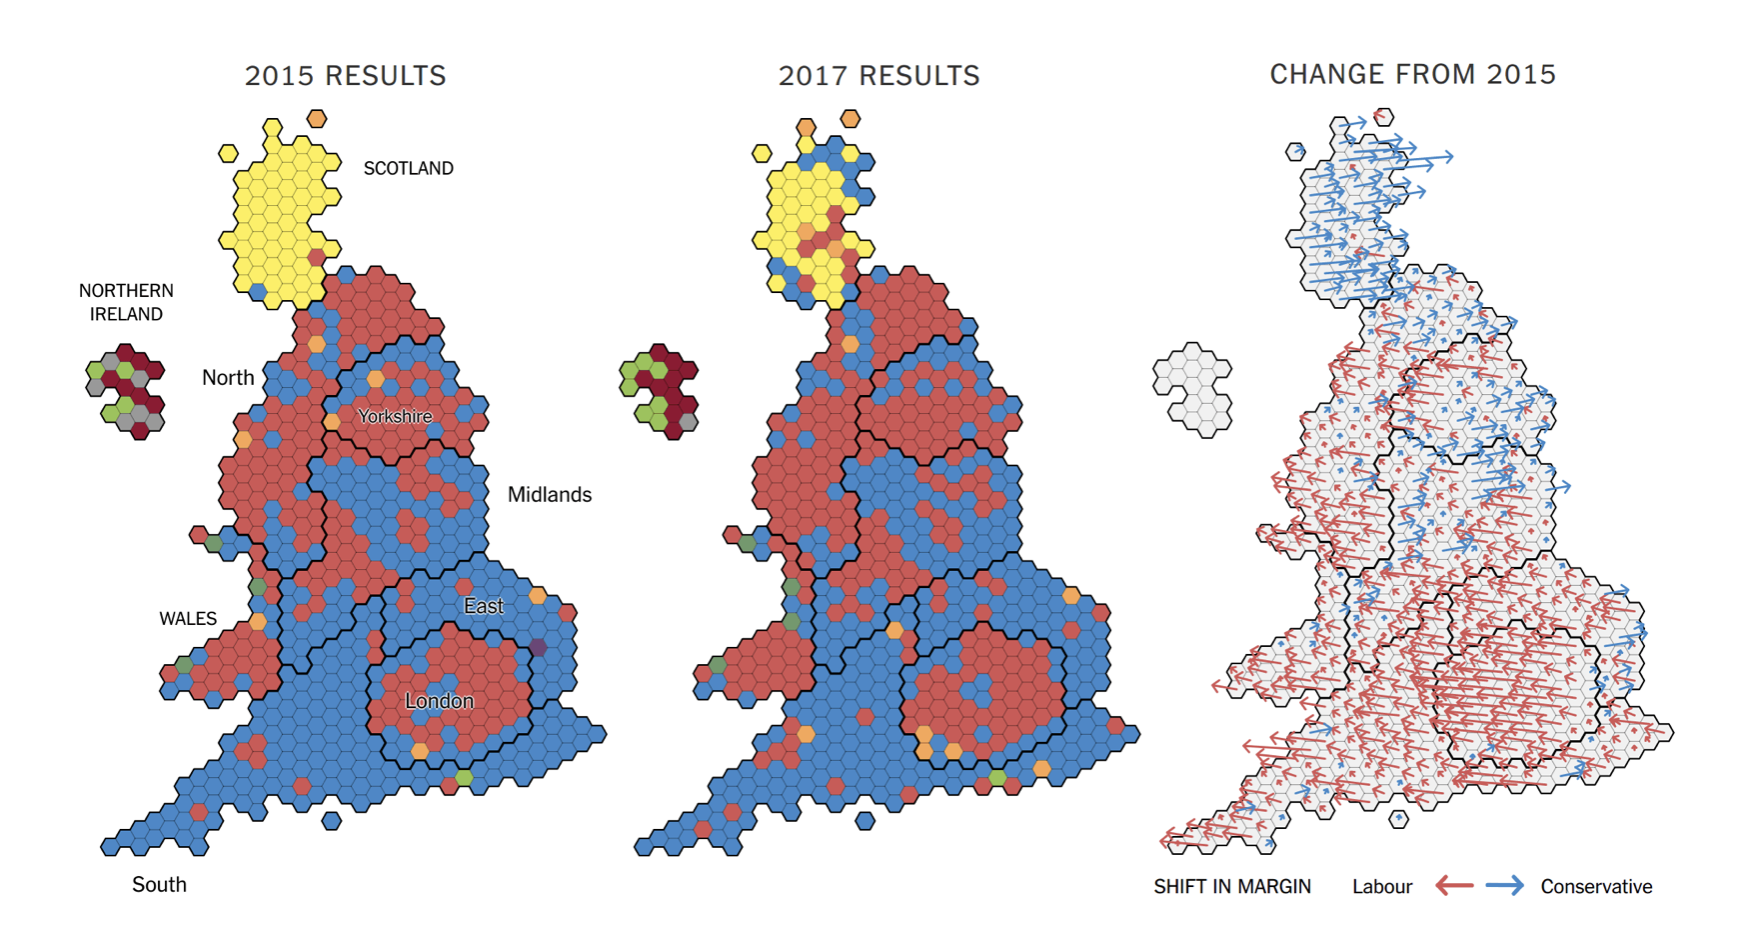 2015 RESULTS
2017 RESULTS
CHANGE FROM 2015
SCOTLAND
NORTHERN
IRELAND
North
Yorkshire
Midlands
WALES
East
London
South
SHIFT IN MARGIN
Labour
Conservative